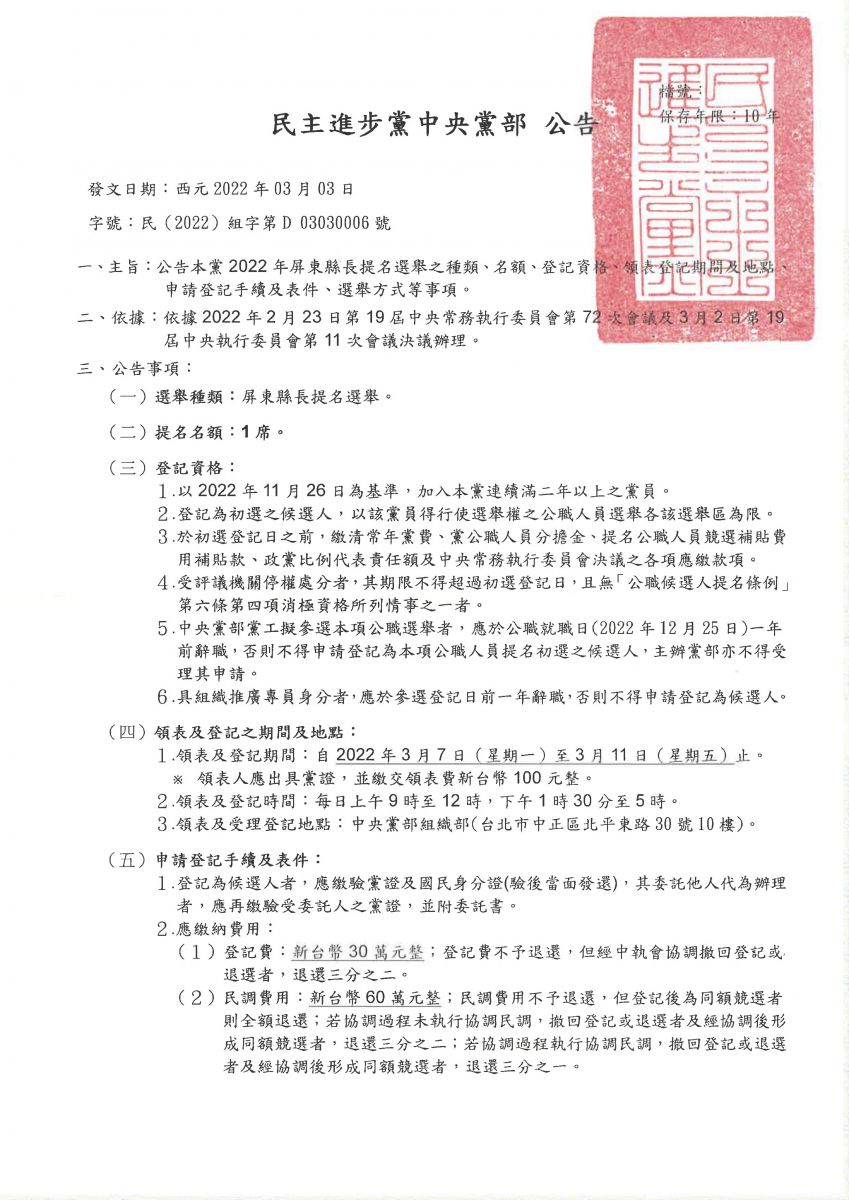 檔號：
保存年限：10 年
民主進步黨中央黨部 公告
發文日期：西元 2022 年 03 月 03 日
字號：民（2022）組字第 D 03030006 號
一、主旨：公告本黨 2022 年屏東縣長提名選舉之種類、名額、登記資格、領表登記期間及地點、
申請登記手續及表件、選舉方式等事項。
二、依據：依據 2022 年 2 月 23 日第 19 屆中央常務執行委員會第 72 次會議及 3 月 2 日第 19
屆中央執行委員會第 11 次會議決議辦理。
三、公告事項：
（一）選舉種類：屏東縣長提名選舉。
（二）提名名額：1 席。
（三）登記資格：
1.以 2022 年 11 月 26 日為基準，加入本黨連續滿二年以上之黨員。
2.登記為初選之候選人，以該黨員得行使選舉權之公職人員選舉各該選舉區為限。
3.於初選登記日之前，繳清常年黨費、黨公職人員分擔金、提名公職人員競選補貼費
用補貼款、政黨比例代表責任額及中央常務執行委員會決議之各項應繳款項。
4.受評議機關停權處分者，其期限不得超過初選登記日，且無「公職候選人提名條例」
第六條第四項消極資格所列情事之一者。
5.中央黨部黨工擬參選本項公職選舉者，應於公職就職日(2022 年 12 月 25 日)一年
前辭職，否則不得申請登記為本項公職人員提名初選之候選人，主辦黨部亦不得受
理其申請。
6.具組織推廣專員身分者，應於參選登記日前一年辭職，否則不得申請登記為候選人。
（四）領表及登記之期間及地點：
1.領表及登記期間：自 2022 年 3 月 7 日（星期一）至 3 月 11 日（星期五）止。
※ 領表人應出具黨證，並繳交領表費新台幣 100 元整。
2.領表及登記時間：每日上午 9 時至 12 時，下午 1 時 30 分至 5 時。
3.領表及受理登記地點：中央黨部組織部(台北市中正區北平東路 30 號 10 樓)。
（五）申請登記手續及表件：
1.登記為候選人者，應繳驗黨證及國民身分證(驗後當面發還)，其委託他人代為辦理
者，應再繳驗受委託人之黨證，並附委託書。
2.應繳納費用：
（1）登記費：新台幣 30 萬元整；登記費不予退還，但經中執會協調撤回登記或
退選者，退還三分之二。
（2）民調費用：新台幣 60 萬元整；民調費用不予退還，但登記後為同額競選者
則全額退還；若協調過程未執行協調民調，撤回登記或退選者及經協調後形
成同額競選者，退還三分之二；若協調過程執行協調民調，撤回登記或退選
者及經協調後形成同額競選者，退還三分之一。